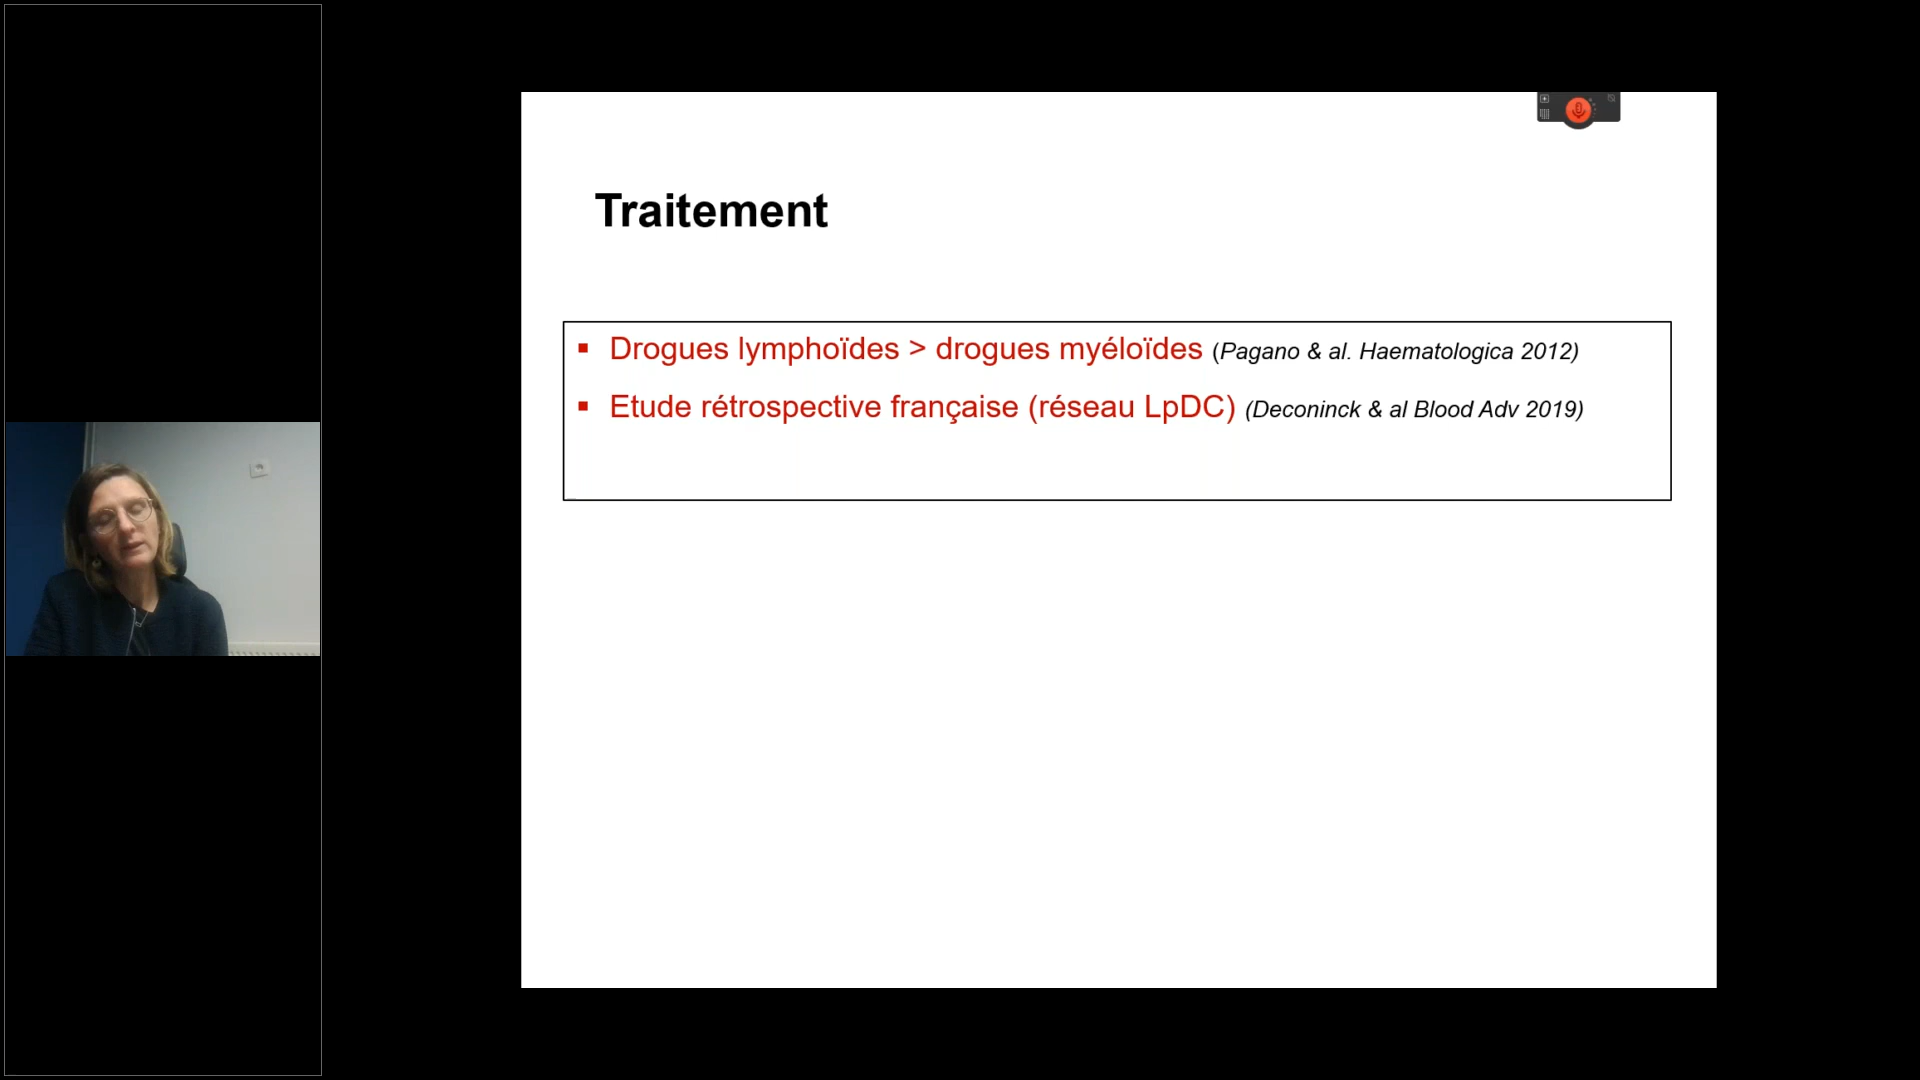 Traitement
Drogues lymphoïdes > drogues myéloïdes (Pagano & al. Haematologica 2012)
Etude rétrospective française (réseau LpDC) (Deconinck & al Blood Adv 2019)